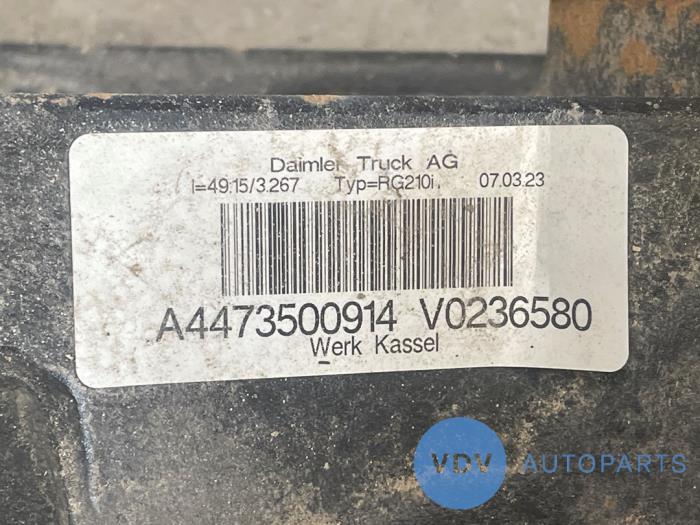 Daimler Truck AG
I=49:15/3.267 Typ=RG210i. 07.03.23
A4473500914 V0236580
Werk Kassel
VDV AUTOPARTS